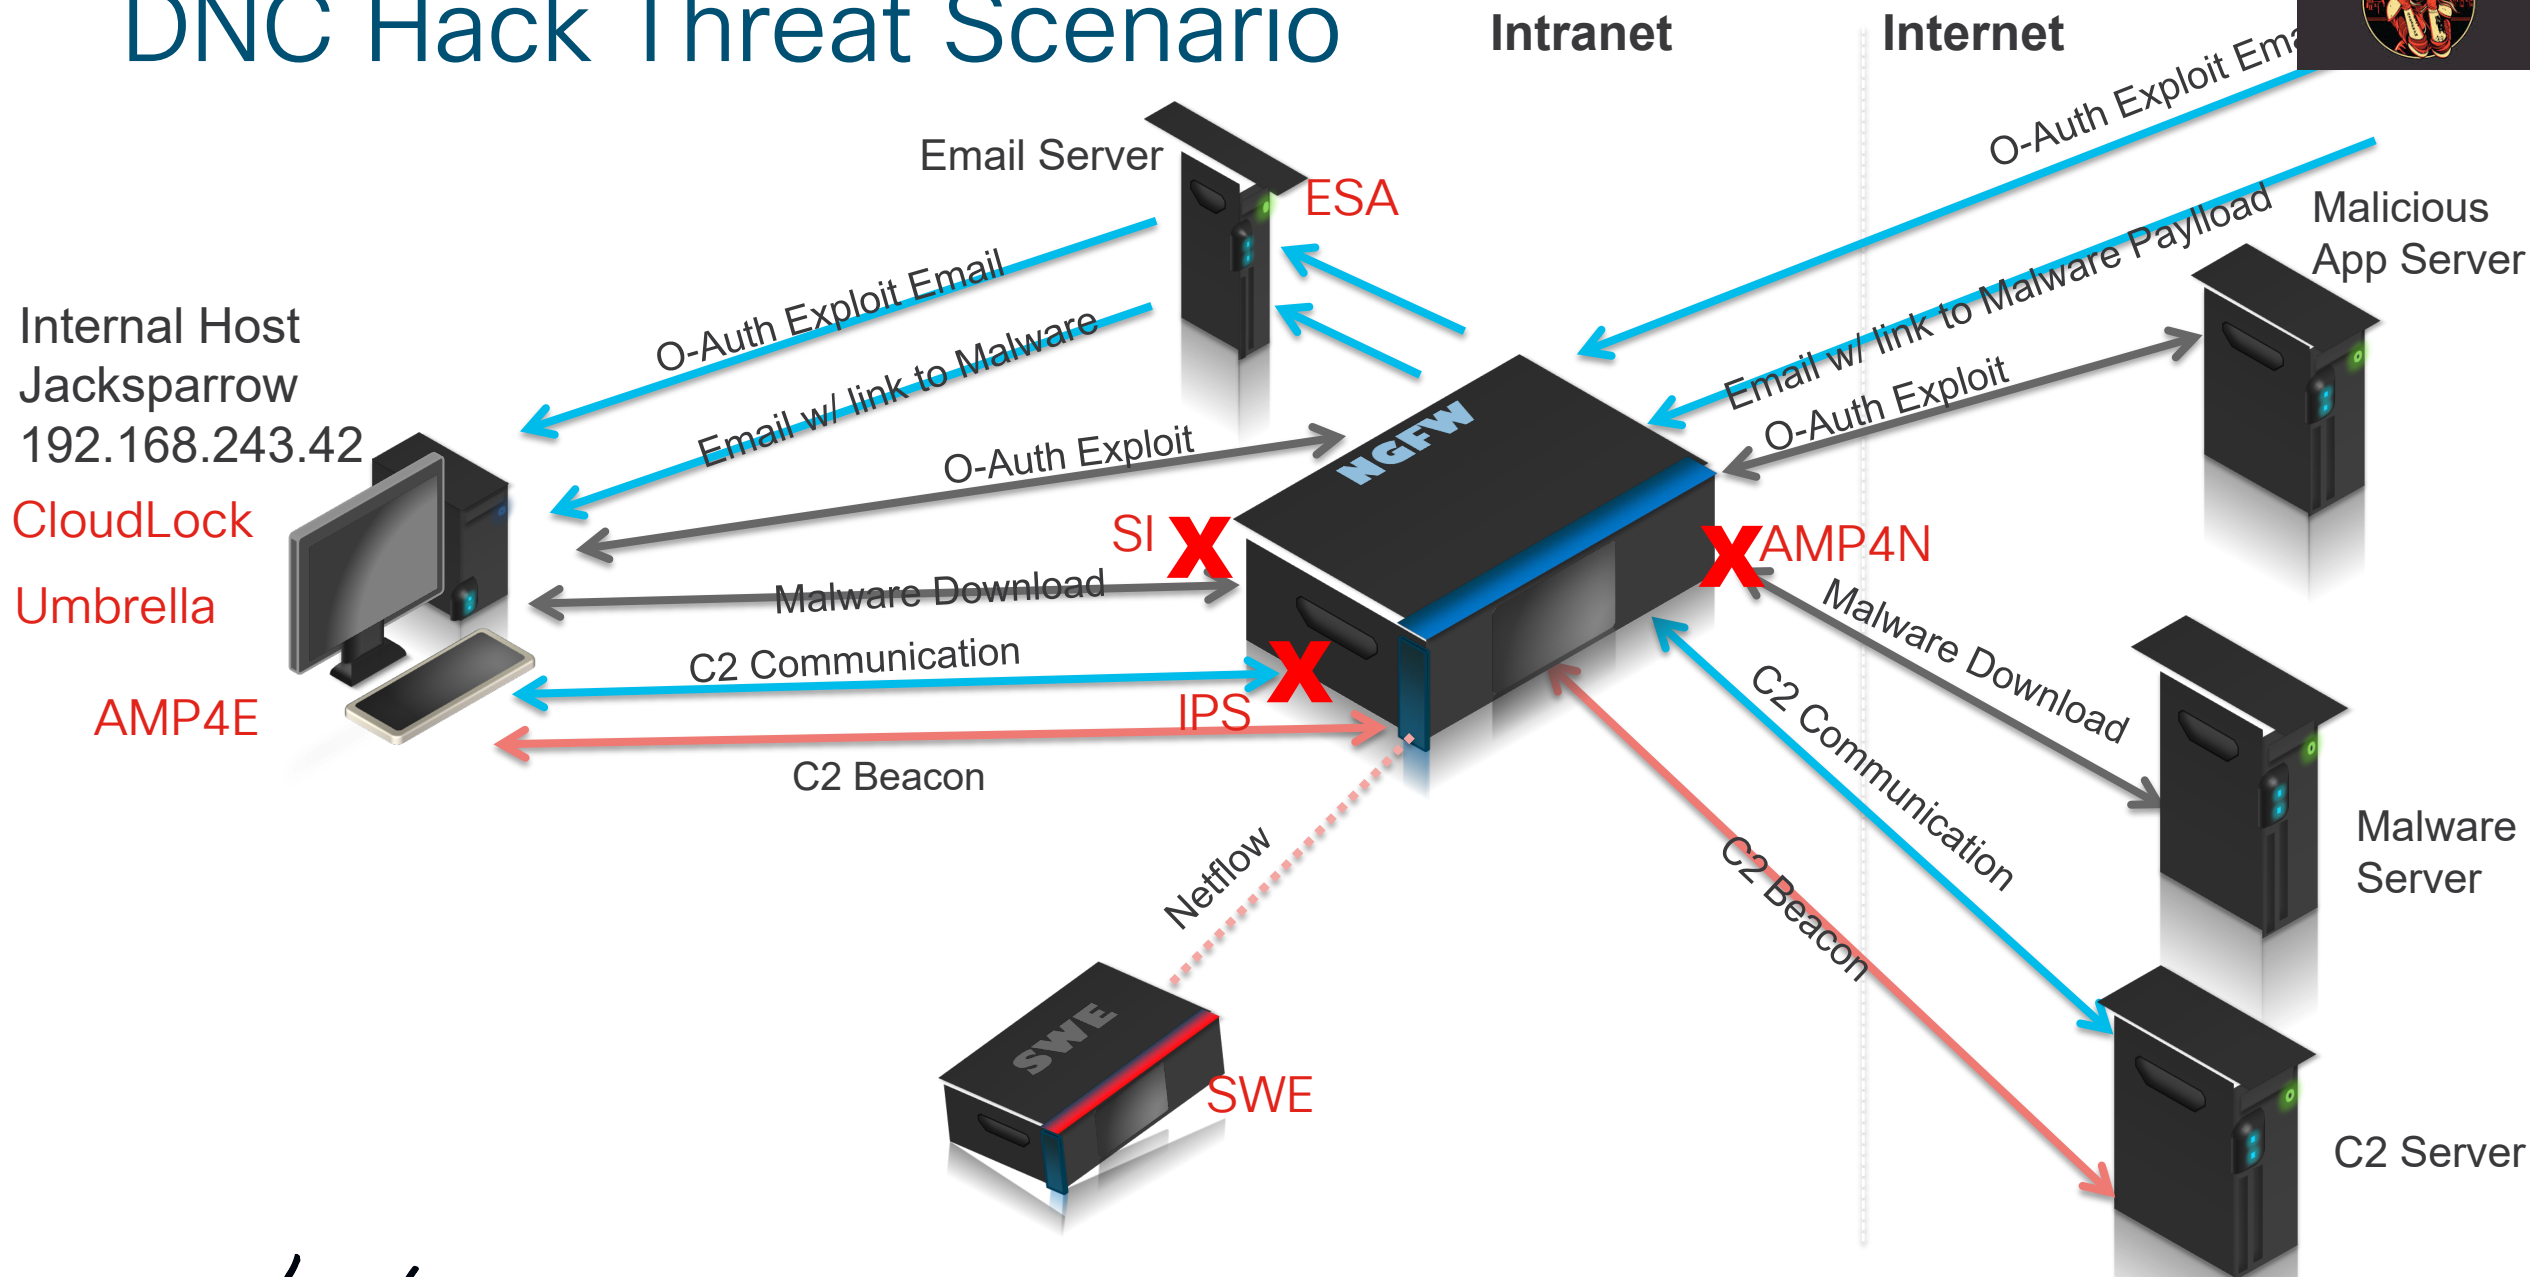 DNC Hack Threat Scenario
Intranet
Internet
O-Auth Exploit
Email Server
ESA
Malicious
App Server
Email w/ link to Malware Paylload
O-Auth Exploit
O-Auth Exploit Email
Email w/ link to Malware
O-Auth Exploit
Internal Host
Jacksparrow
192.168.243.42
CloudLock
Umbrella
AMP4E
NGFW
SI
X
X
AMP4N
Malware Download
Malware Download
C2 Communication
X
IPS
C2 Communication
C2 Beacon
C2 Beacon
Netflow
Malware
Server
SWE
SWE
C2 Server